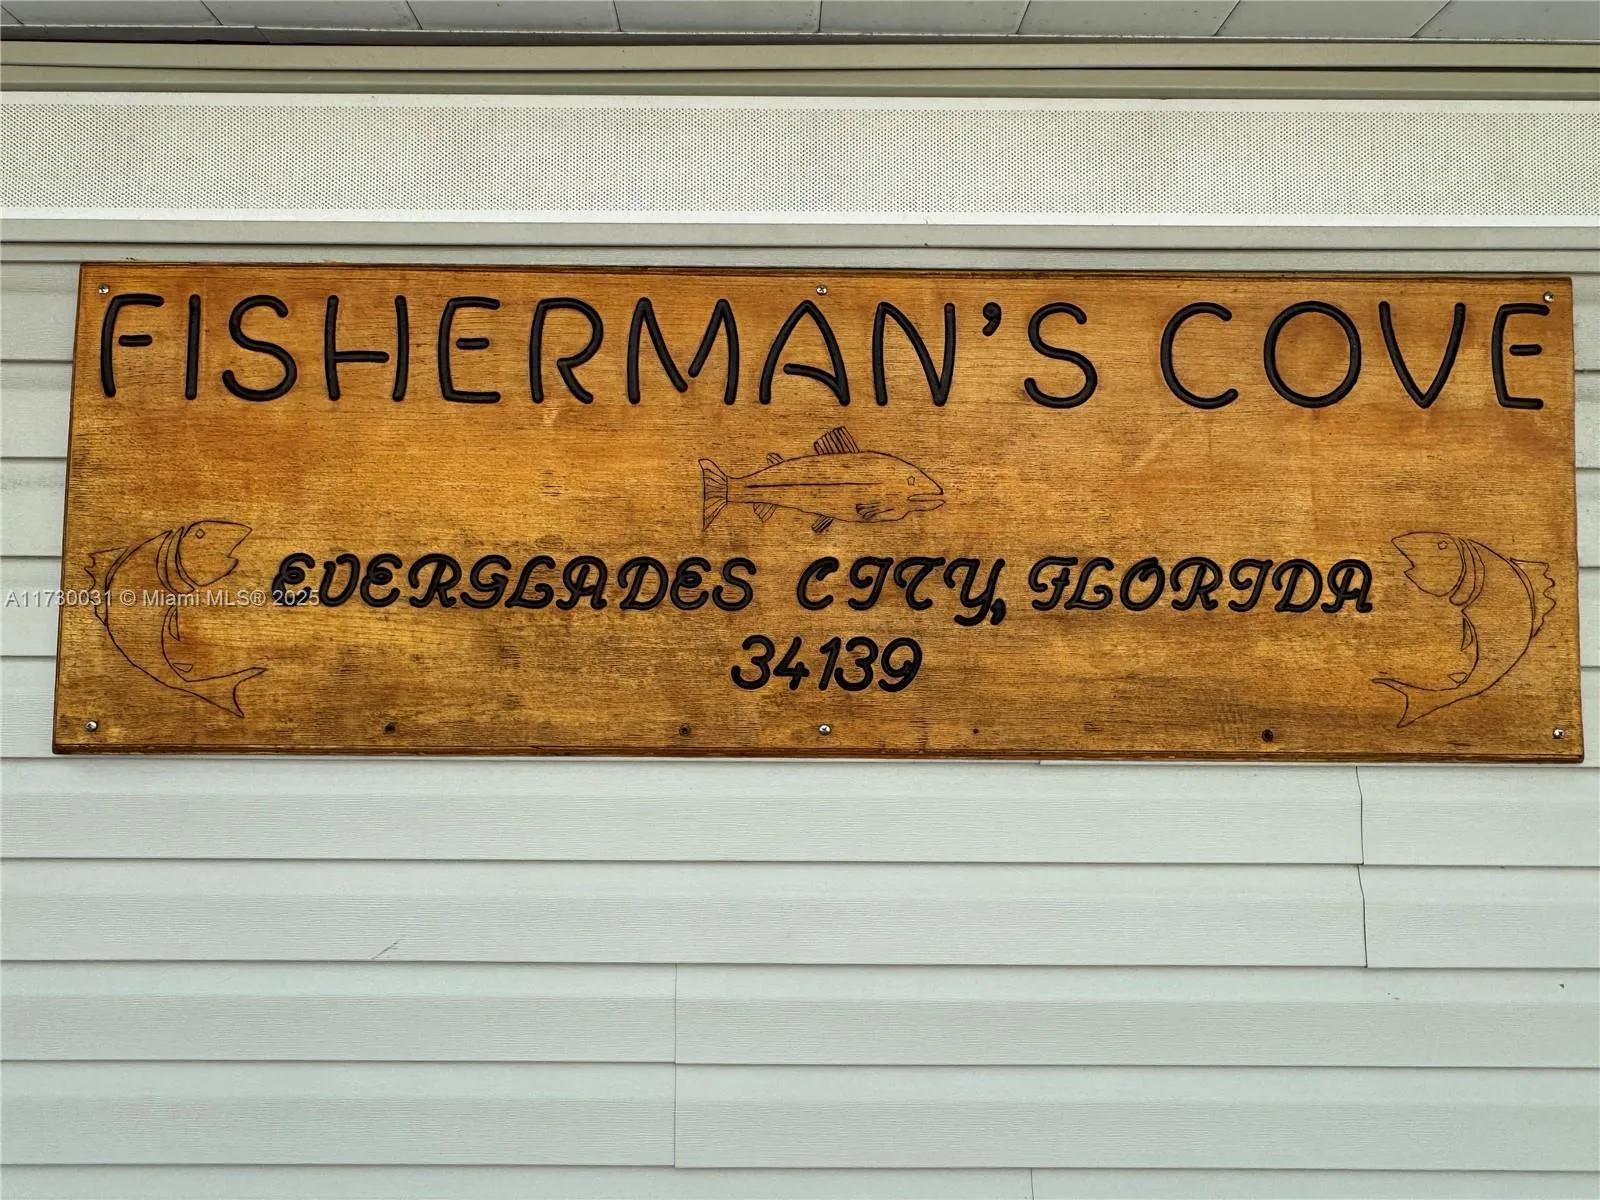 FISHERMAN'S COVE
EVERGLADES CITY, FLORIDA
34139
A11730031 © Miami MLS® 2025